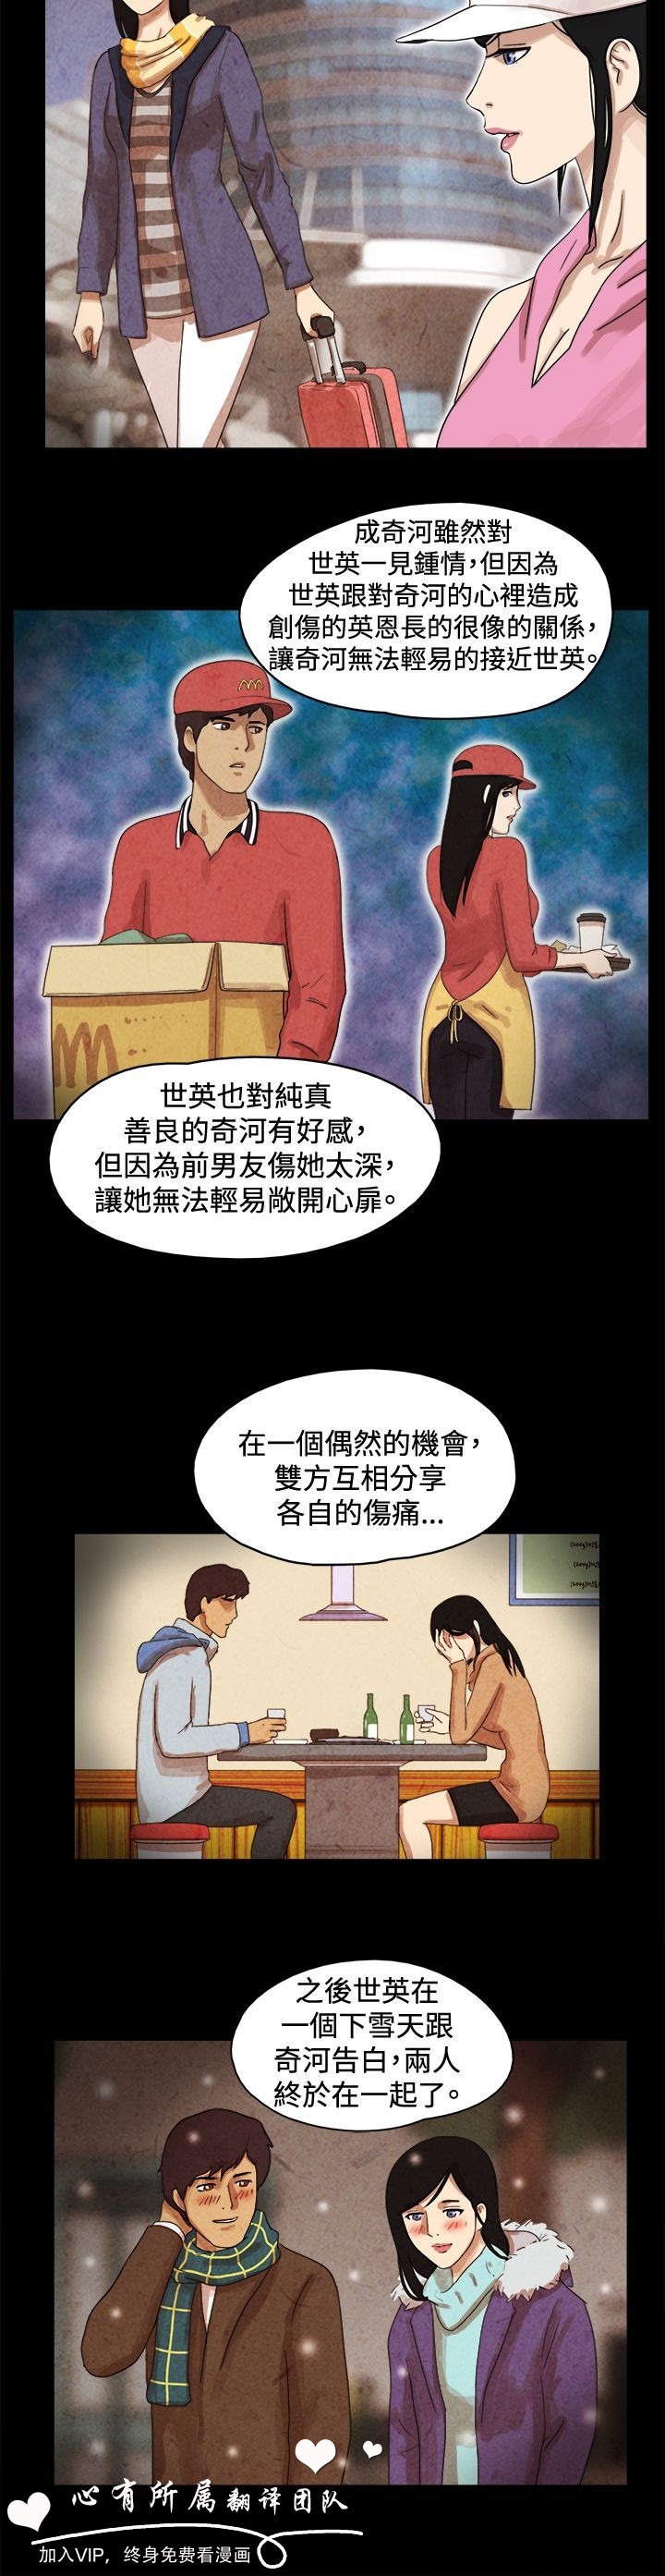 成奇河雖然對
世英一見鍾情,但因為
世英跟對奇河的心裡造成
創傷的英恩長的很像的關係,
讓奇河無法輕易的接近世英。
世英也對純真
善良的奇河有好感,
但因為前男友傷她太深,
讓她無法輕易敞開心扉。
在一個偶然的機會,
雙方互相分享
各自的傷痛...
之後世英在
一個下雪天跟
奇河告白,兩人
終於在一起了。
心有所属翻译团队
加入VIP，终身免费看漫画